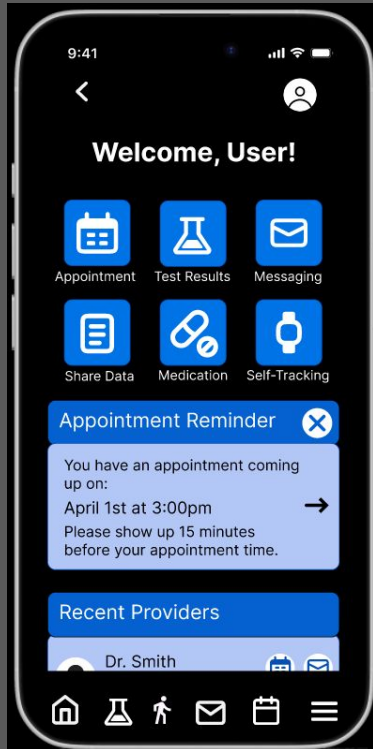 9:41
Welcome, User!
Appointment Test Results Messaging
Share Data Medication Self-Tracking
Appointment Reminder
You have an appointment coming
up on:
April 1st at 3:00pm
Please show up 15 minutes
before your appointment time.
Recent Providers
Dr. Smith